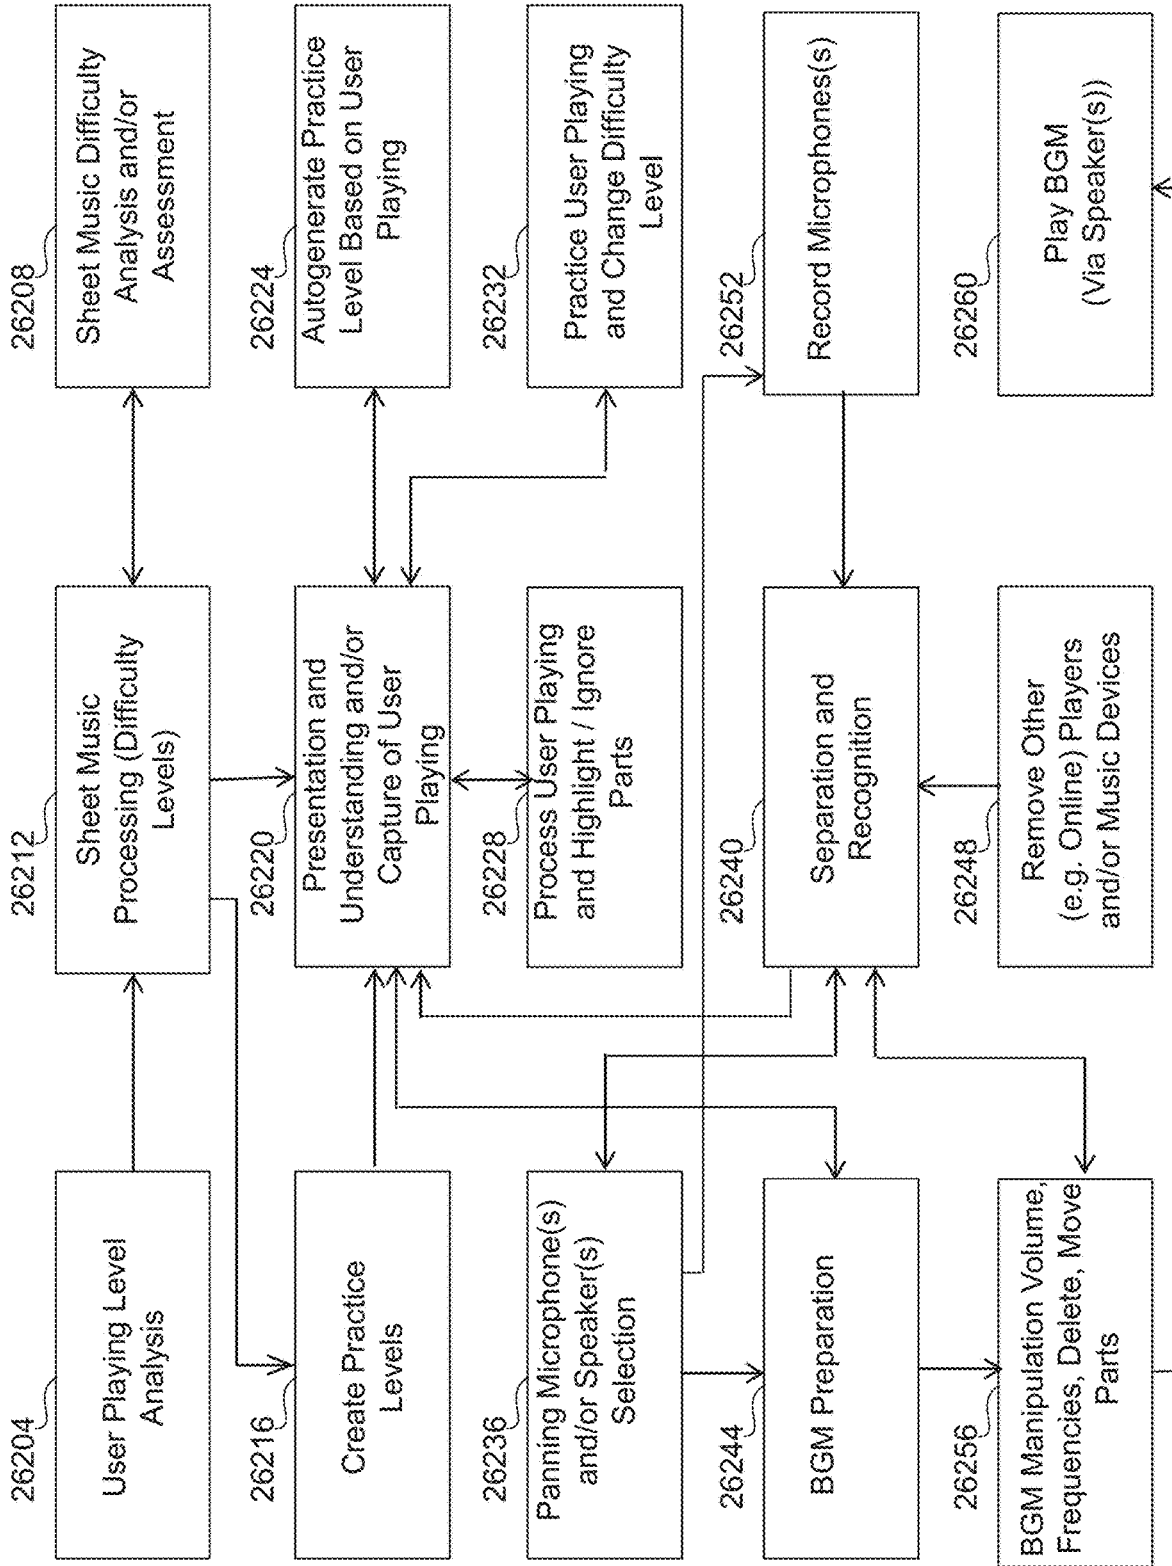 26204
User Playing Level
Analysis
26212
Sheet Music
Processing (Difficulty
Levels)
26208
Sheet Music Difficulty
Analysis and/or
Assessment
26216
Create Practice
Levels
26220
Presentation and
Understanding and/or
Capture of User
Playing
26224
Autogenerate Practice
Level Based on User
Playing
26236
Panning Microphone(s)
and/or Speaker(s)
Selection
26228
Process User Playing
and Highlight / Ignore
Parts
26232
Practice User Playing
and Change Difficulty
Level
26244
BGM Preparation
26240
Separation and
Recognition
26252
Record Microphones(s)
26256
BGM Manipulation Volume,
Frequencies, Delete, Move
Parts
26248
Remove Other
(e.g. Online) Players
and/or Music Devices
26260
Play BGM
(Via Speaker(s))